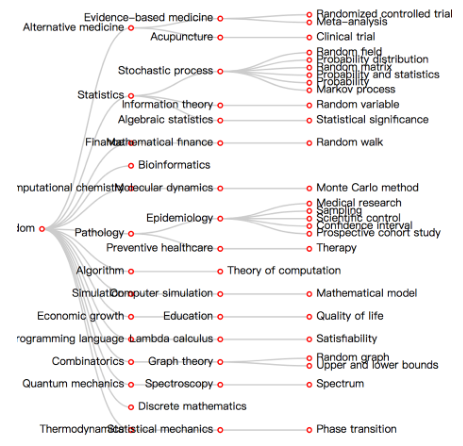 Evidence-based medicine
Randomized controlled trial
Meta-analysis
Alternative medicine
Acupuncture
Clinical trial
Stochastic process
Random field
Probability distribution
Random matrix
Probability and statistics
Probability
Markov process
Statistics
Information theory
Random variable
Algebraic statistics
Statistical significance
Finance
Mathematical finance
Random walk
Bioinformatics
mputational chemistry
Molecular dynamics
Monte Carlo method
Epidemiology
Medical research
Sampling
Scientific control
Confidence interval
Prospective cohort study
dom
Pathology
Preventive healthcare
Therapy
Algorithm
Theory of computation
Simulation
Computer simulation
Mathematical model
Economic growth
Education
Quality of life
rogramming language
Lambda calculus
Satisfiability
Combinatorics
Graph theory
Random graph
Upper and lower bounds
Quantum mechanics
Spectroscopy
Spectrum
Discrete mathematics
Thermodynamics
Statistical mechanics
Phase transition